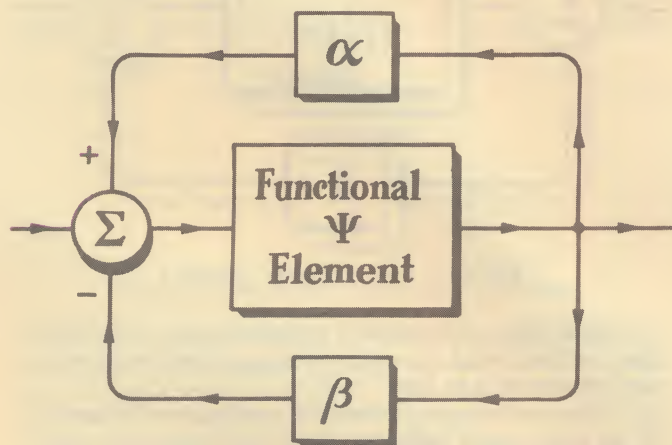 α
+
Functional
Σ
Ψ
Element
−
β